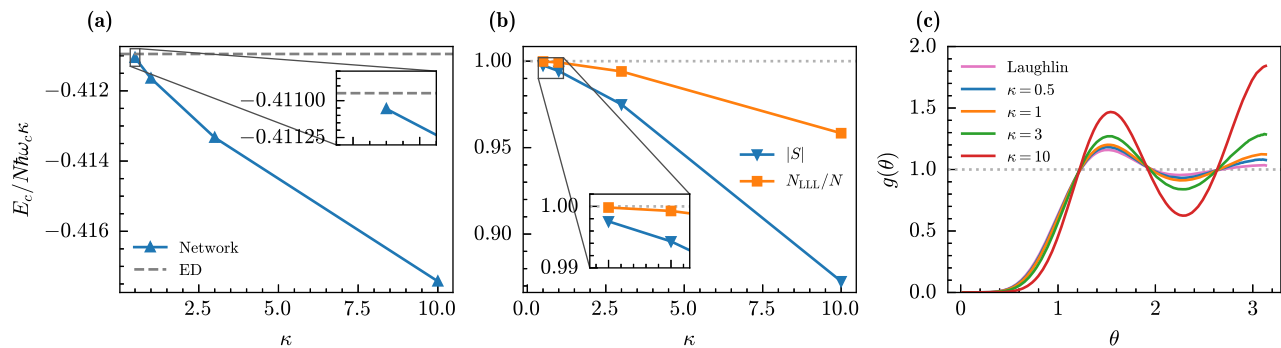 (a)
−0.412
−0.414
−0.416
E_c/Nħω_cκ
2.5
5.0
7.5
10.0
κ
Network
ED
−0.41100
−0.41125
(b)
1.00
0.95
0.90
0.0
2.5
5.0
7.5
10.0
κ
|S|
N_LLL/N
1.00
0.99
(c)
2.0
1.5
1.0
0.5
0.0
g(θ)
0
1
2
3
θ
Laughlin
κ = 0.5
κ = 1
κ = 3
κ = 10